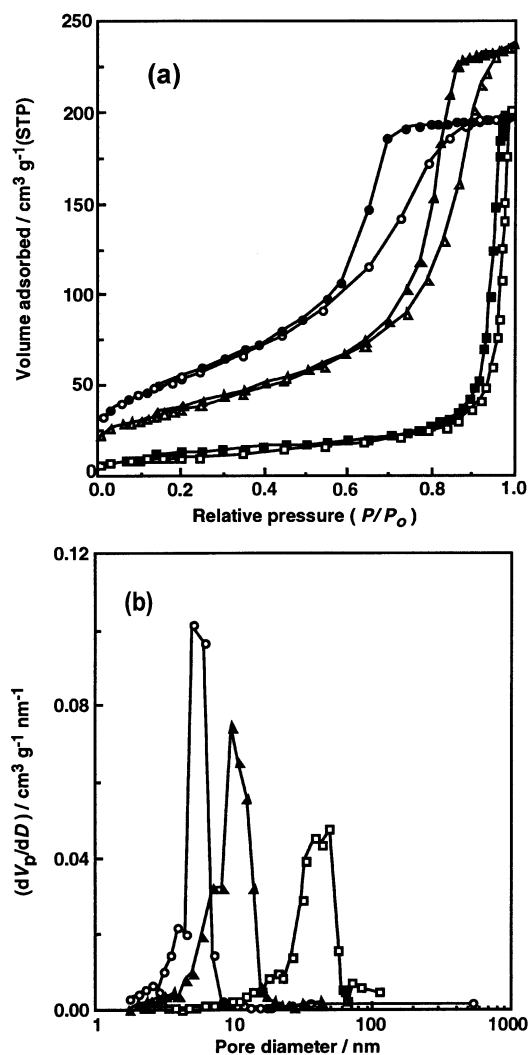 250
(a)
200
150
100
50
0
Volume adsorbed / cm³ g⁻¹(STP)
0.0 0.2 0.4 0.6 0.8 1.0
Relative pressure ( P/Pₒ )
0.12
(b)
0.08
0.04
0.00
(dVₚ/dD) / cm³ g⁻¹ nm⁻¹
1 10 100 1000
Pore diameter / nm